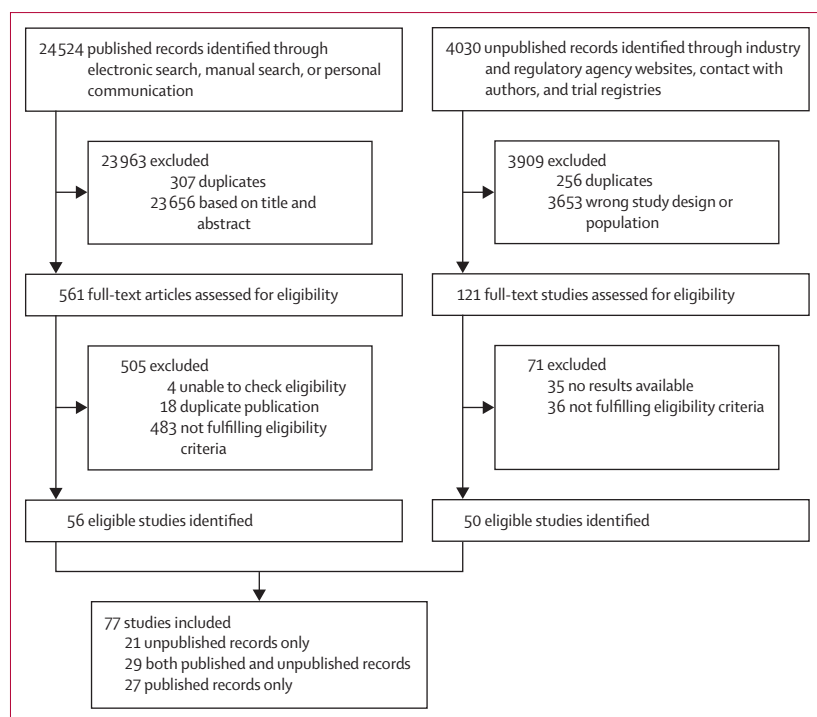 24 524 published records identified through
electronic search, manual search, or personal
communication
4030 unpublished records identified through industry
and regulatory agency websites, contact with
authors, and trial registries
23 963 excluded
307 duplicates
23 656 based on title and
abstract
3909 excluded
256 duplicates
3653 wrong study design or
population
561 full-text articles assessed for eligibility
121 full-text studies assessed for eligibility
505 excluded
4 unable to check eligibility
18 duplicate publication
483 not fulfilling eligibility
criteria
71 excluded
35 no results available
36 not fulfilling eligibility criteria
56 eligible studies identified
50 eligible studies identified
77 studies included
21 unpublished records only
29 both published and unpublished records
27 published records only